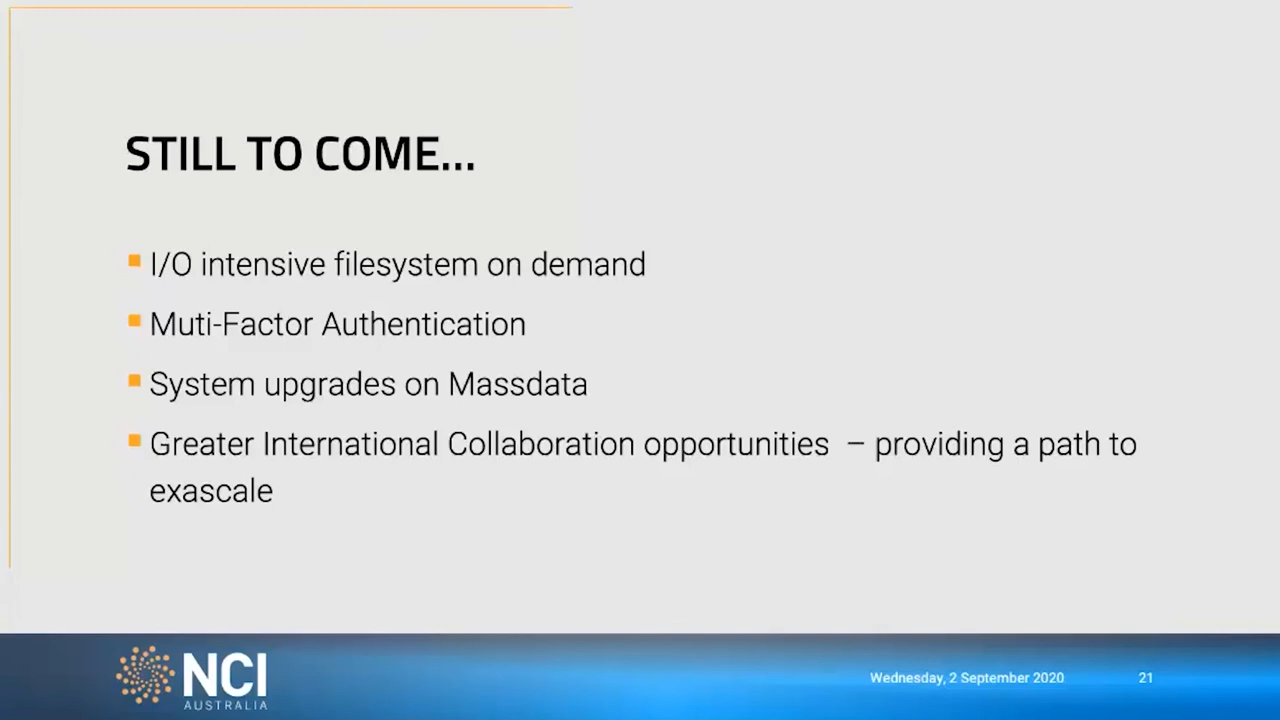 STILL TO COME...
I/O intensive filesystem on demand
Muti-Factor Authentication
System upgrades on Massdata
Greater International Collaboration opportunities – providing a path to
exascale
NCI
AUSTRALIA
Wednesday, 2 September 2020
21